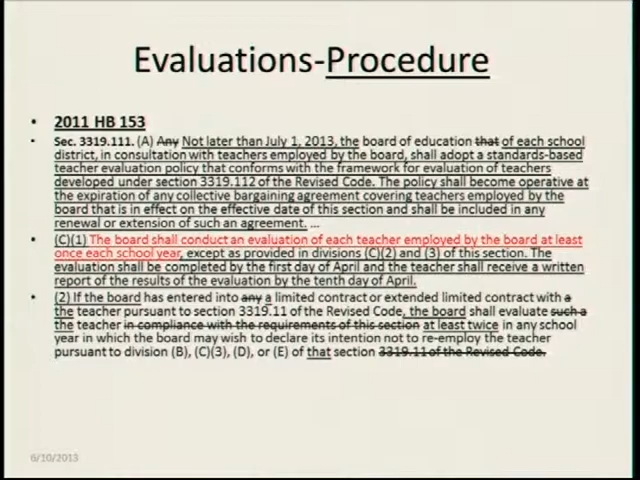 Evaluations-Procedure
• 2011 HB 153
• Sec. 3319.111. (A) Any Not later than July 1, 2013, the board of education that of each school
district, in consultation with teachers employed by the board, shall adopt a standards-based
teacher evaluation policy that conforms with the framework for evaluation of teachers
developed under section 3319.112 of the Revised Code. The policy shall become operative at
the expiration of any collective bargaining agreement covering teachers employed by the
board that is in effect on the effective date of this section and shall be included in any
renewal or extension of such an agreement. ...
• (C)(1) The board shall conduct an evaluation of each teacher employed by the board at least
once each school year, except as provided in divisions (C)(2) and (3) of this section. The
evaluation shall be completed by the first day of April and the teacher shall receive a written
report of the results of the evaluation by the tenth day of April.
• (2) If the board has entered into any a limited contract or extended limited contract with a
the teacher pursuant to section 3319.11 of the Revised Code, the board shall evaluate such a
the teacher in compliance with the requirements of this section at least twice in any school
year in which the board may wish to declare its intention not to re-employ the teacher
pursuant to division (B), (C)(3), (D), or (E) of that section 3319.11 of the Revised Code.
6/10/2013